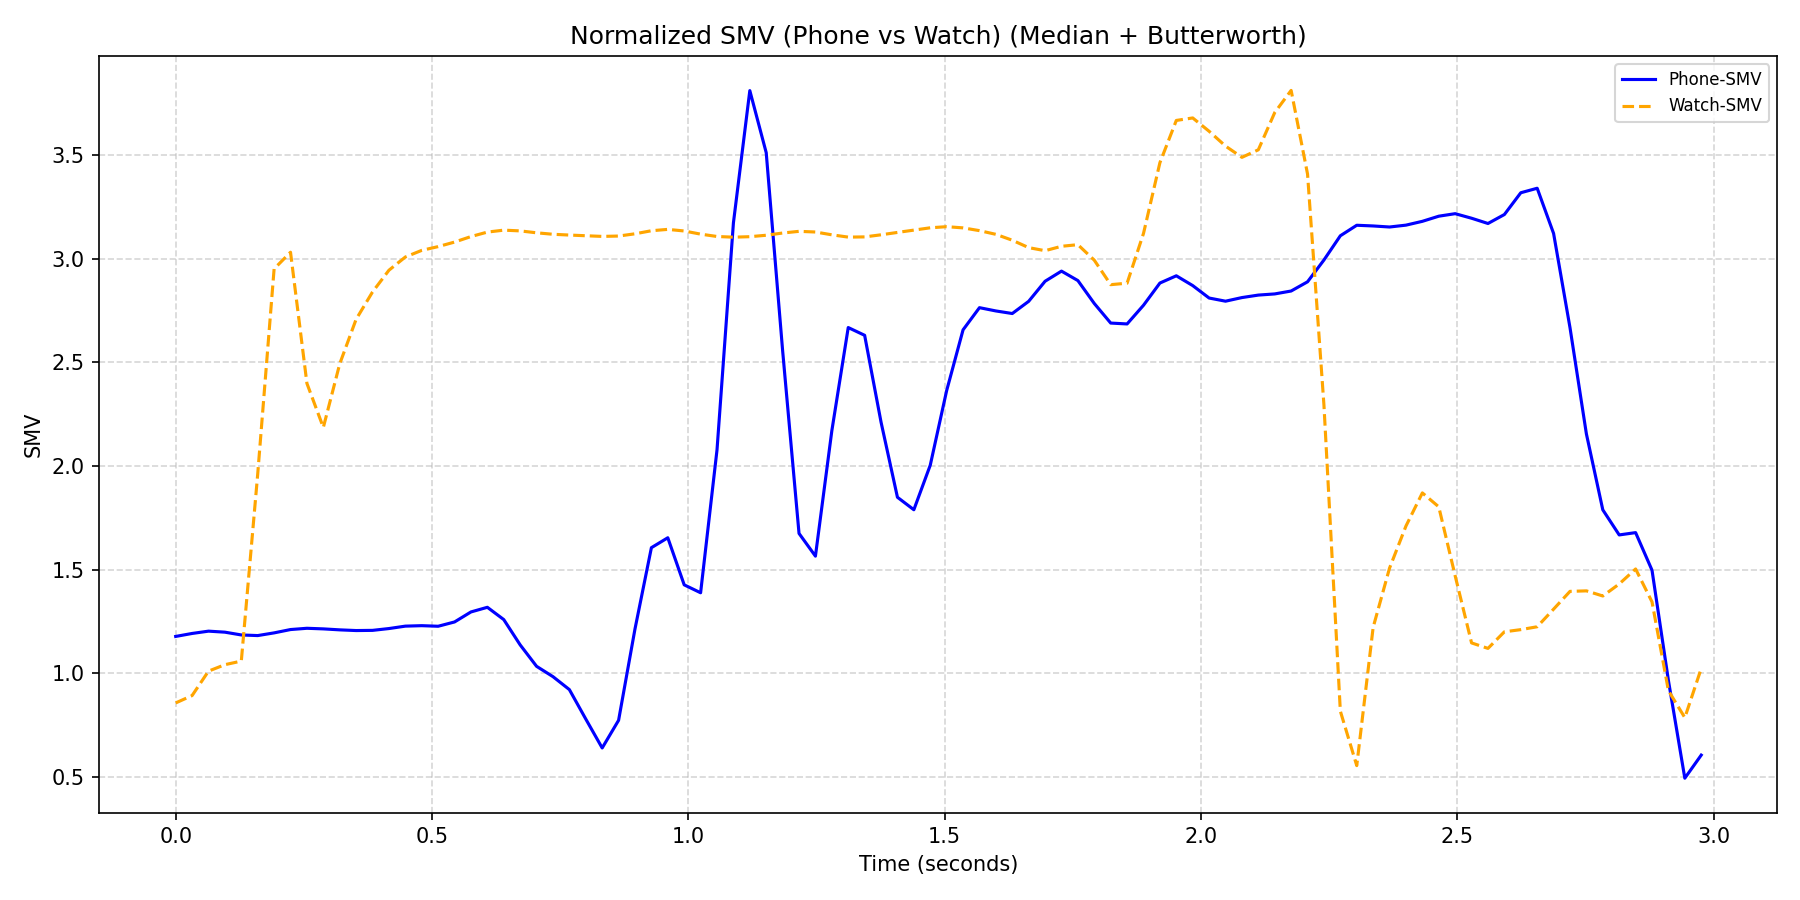 Normalized SMV (Phone vs Watch) (Median + Butterworth)
Phone-SMV
Watch-SMV
SMV
3.5
3.0
2.5
2.0
1.5
1.0
0.5
0.0 0.5 1.0 1.5 2.0 2.5 3.0
Time (seconds)